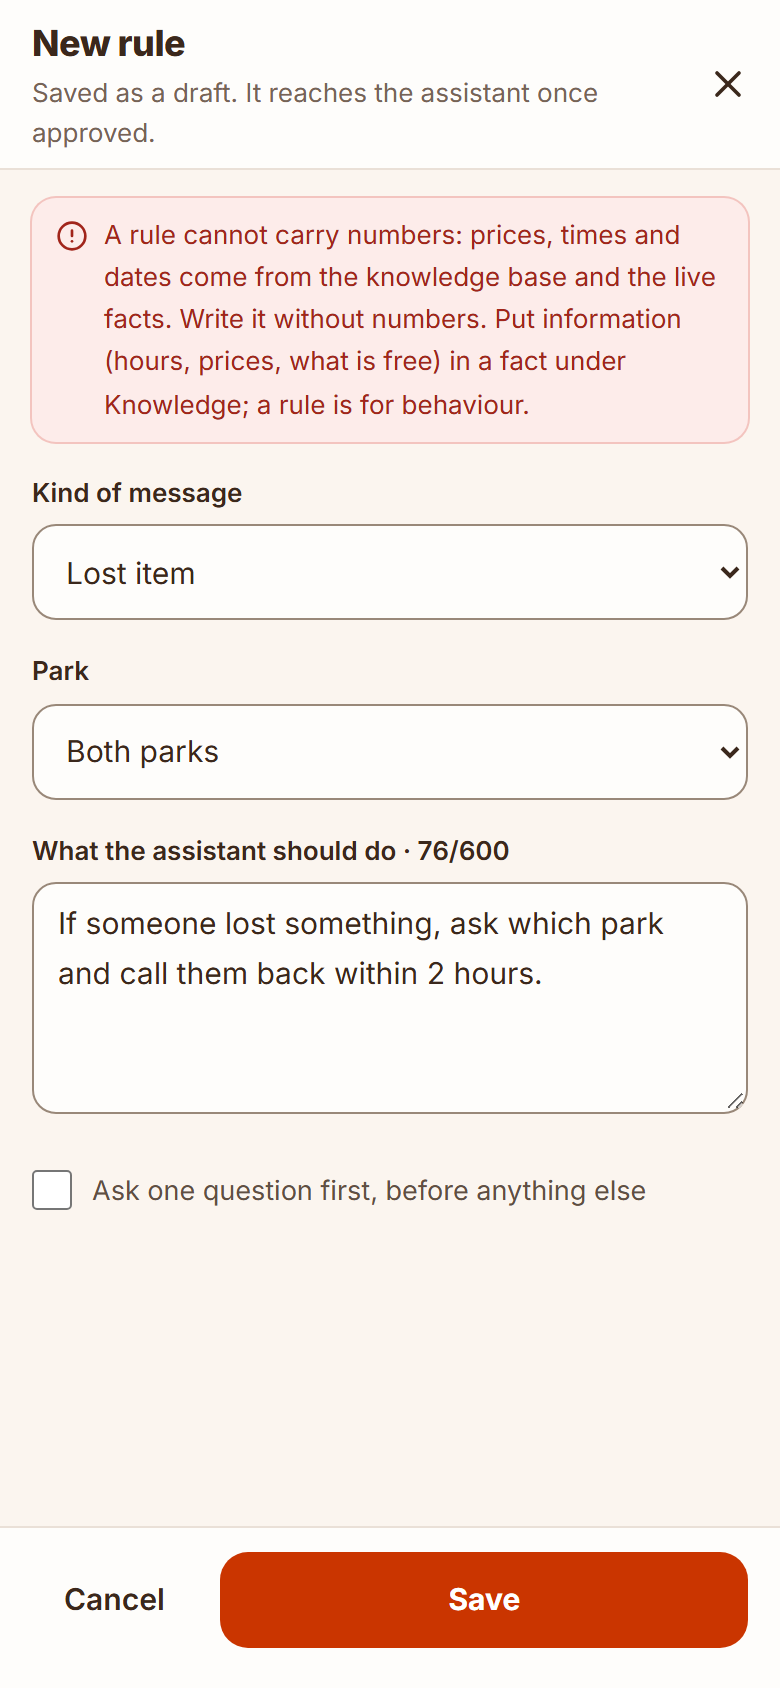 New rule
Saved as a draft. It reaches the assistant once
approved.
A rule cannot carry numbers: prices, times and
dates come from the knowledge base and the live
facts. Write it without numbers. Put information
(hours, prices, what is free) in a fact under
Knowledge; a rule is for behaviour.
Kind of message
Lost item
Park
Both parks
What the assistant should do · 76/600
If someone lost something, ask which park
and call them back within 2 hours.
Ask one question first, before anything else
Cancel
Save